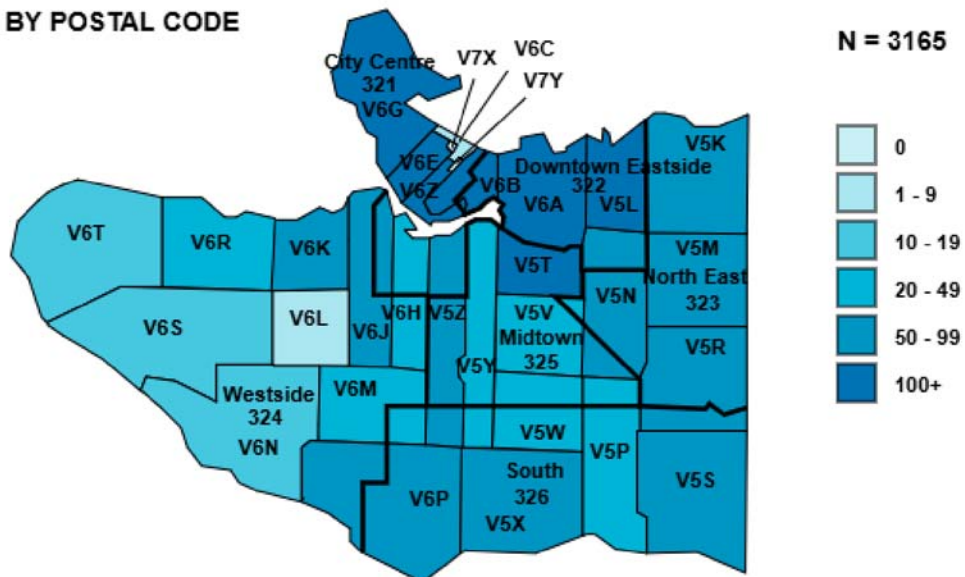 BY POSTAL CODE
N = 3165
City Centre
321
V6G
V7X
V6C
V7Y
V6E
V6Z
V6B
Downtown Eastside
322
V6A
V5L
V5K
0
1 - 9
10 - 19
20 - 49
50 - 99
100+
V6T
V6R
V6K
V5T
V5M
North East
323
V5N
V6S
V6L
V6J
V6H
V5Z
V5Y
V5V
Midtown
325
V5R
Westside
324
V6N
V6M
V5W
V5P
South
326
V6P
V5X
V5S